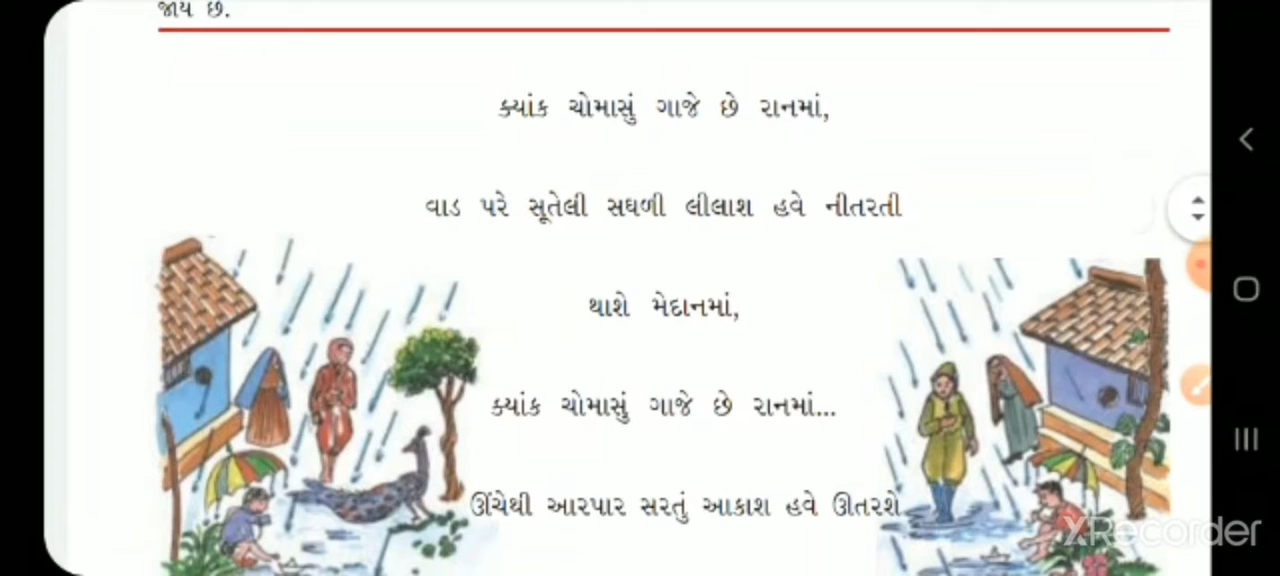 જાય છે.
ક્યાંક ચોમાસું ગાજે છે રાનમાં,
વાડ પરે સૂતેલી સઘળી લીલાશ હવે નીતરતી
થાશે મેદાનમાં,
ક્યાંક ચોમાસું ગાજે છે રાનમાં...
ઊંચેથી આરપાર સરતું આકાશ હવે ઊતરશે
XRecorder